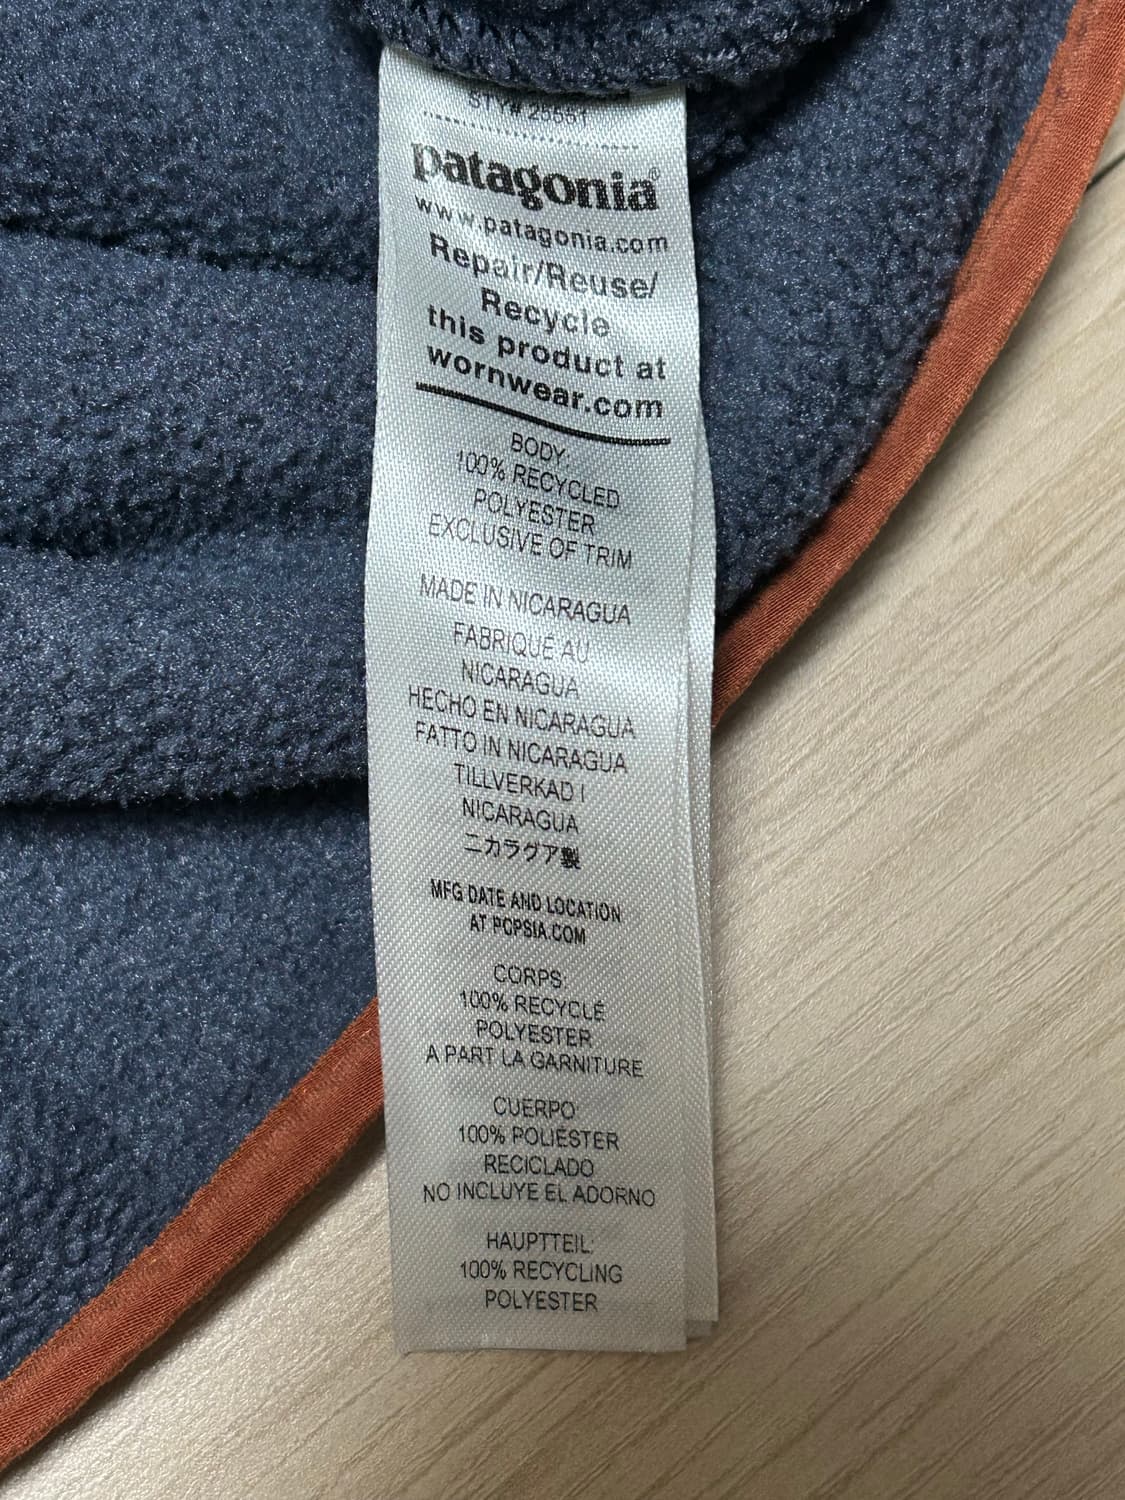 STY# 25551
patagonia®
www.patagonia.com
Repair/Reuse/
Recycle
this product at
wornwear.com
BODY:
100% RECYCLED
POLYESTER
EXCLUSIVE OF TRIM
MADE IN NICARAGUA
FABRIQUÉ AU
NICARAGUA
HECHO EN NICARAGUA
FATTO IN NICARAGUA
TILLVERKAD I
NICARAGUA
ニカラグア製
MFG DATE AND LOCATION
AT PCPSIA.COM
CORPS:
100% RECYCLÉ
POLYESTER
A PART LA GARNITURE
CUERPO:
100% POLIÉSTER
RECICLADO
NO INCLUYE EL ADORNO
HAUPTTEIL:
100% RECYCLING
POLYESTER